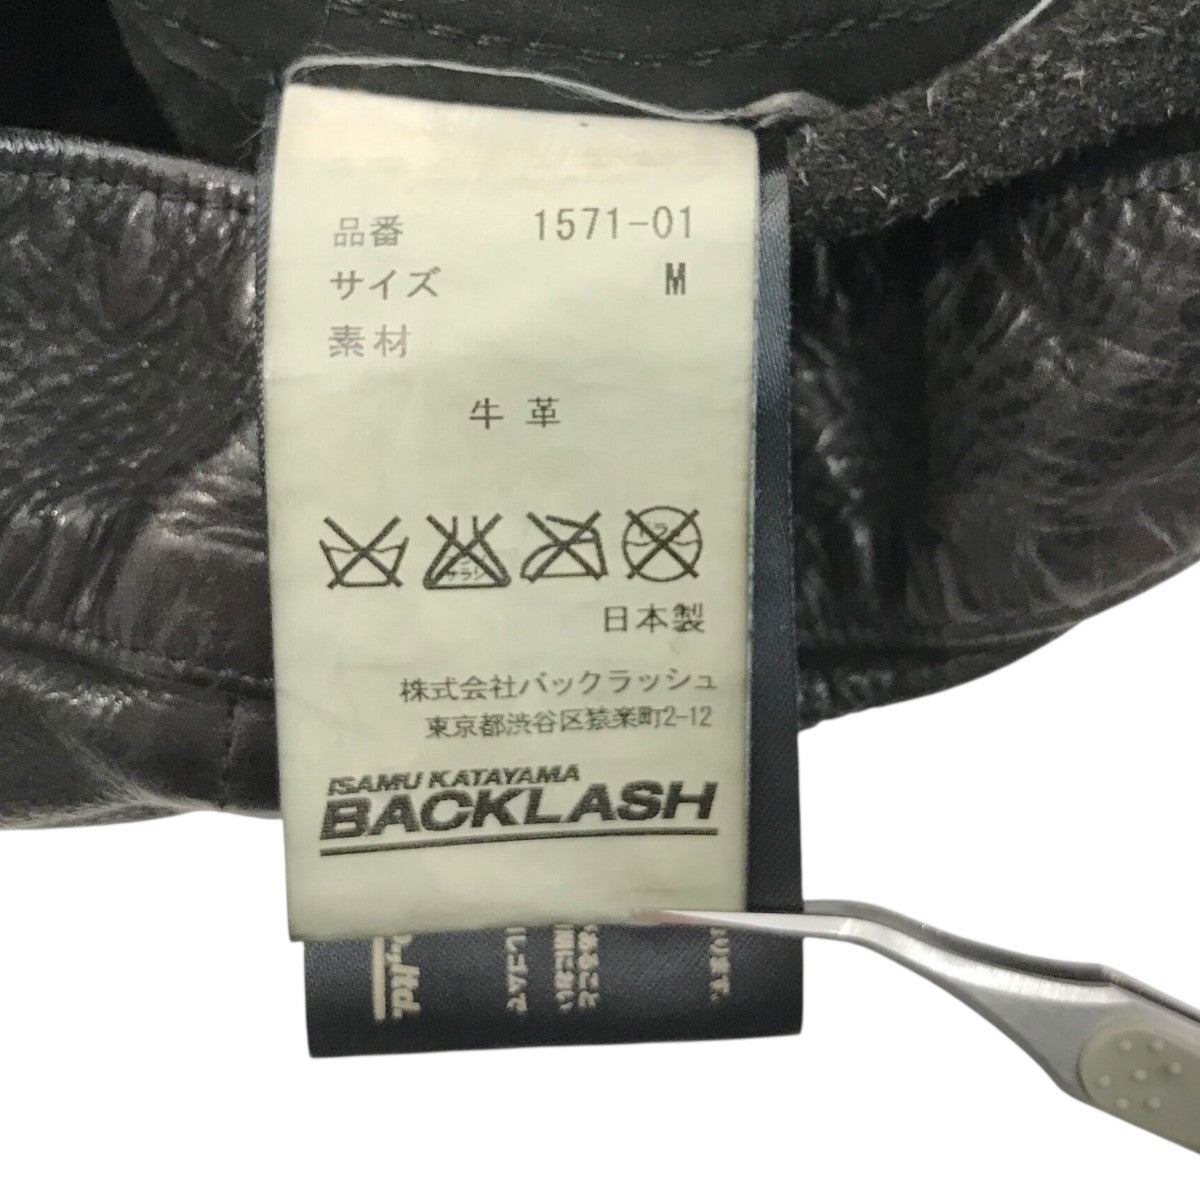 品番 1571-01
サイズ M
素材
牛革
日本製
株式会社バックラッシュ
東京都渋谷区猿楽町2-12
ISAMU KATAYAMA
BACKLASH